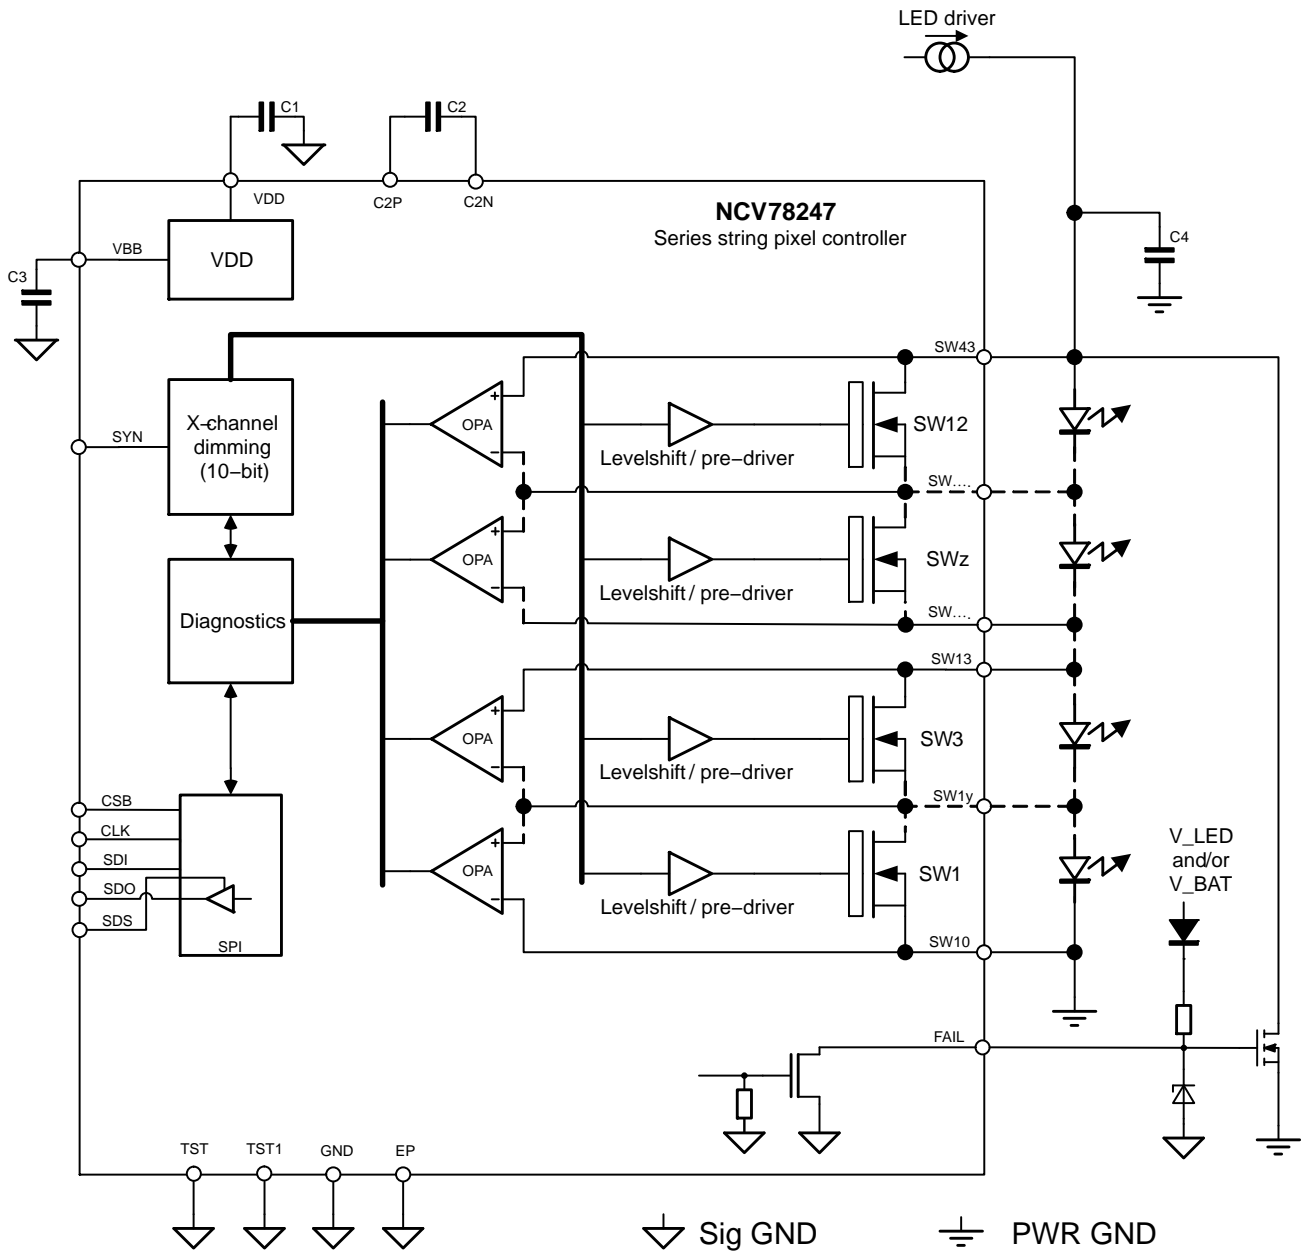 LED driver
C1
C2
VDD
C2P
C2N
NCV78247
Series string pixel controller
C4
VBB
VDD
C3
SW43
X-channel
dimming
(10−bit)
SYN
OPA
+
−
Levelshift / pre−driver
SW12
SW....
OPA
+
−
Levelshift / pre−driver
SWz
SW....
Diagnostics
SW13
OPA
+
−
Levelshift / pre−driver
SW3
SW1y
CSB
CLK
SDI
SDO
SDS
SPI
OPA
+
−
Levelshift / pre−driver
SW1
SW10
V_LED
and/or
V_BAT
FAIL
TST
TST1
GND
EP
Sig GND
PWR GND